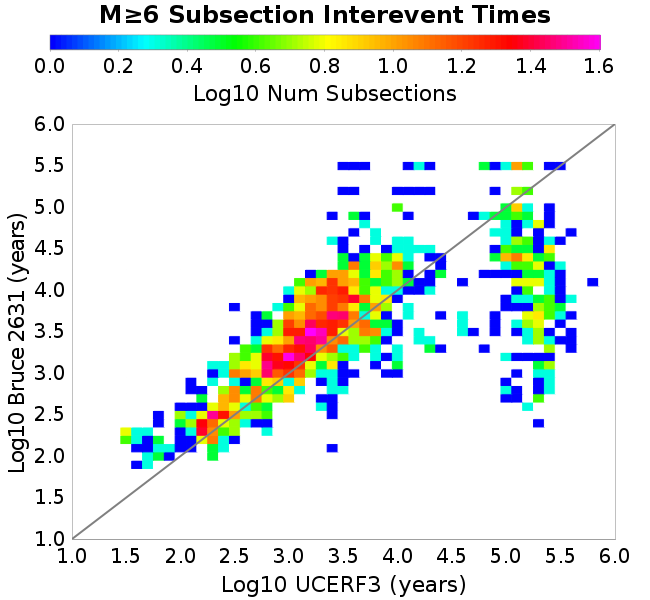 M≥6 Subsection Interevent Times
0.0 0.2 0.4 0.6 0.8 1.0 1.2 1.4 1.6
Log10 Num Subsections
Log10 Bruce 2631 (years)
6.0
5.5
5.0
4.5
4.0
3.5
3.0
2.5
2.0
1.5
1.0
1.0 1.5 2.0 2.5 3.0 3.5 4.0 4.5 5.0 5.5 6.0
Log10 UCERF3 (years)